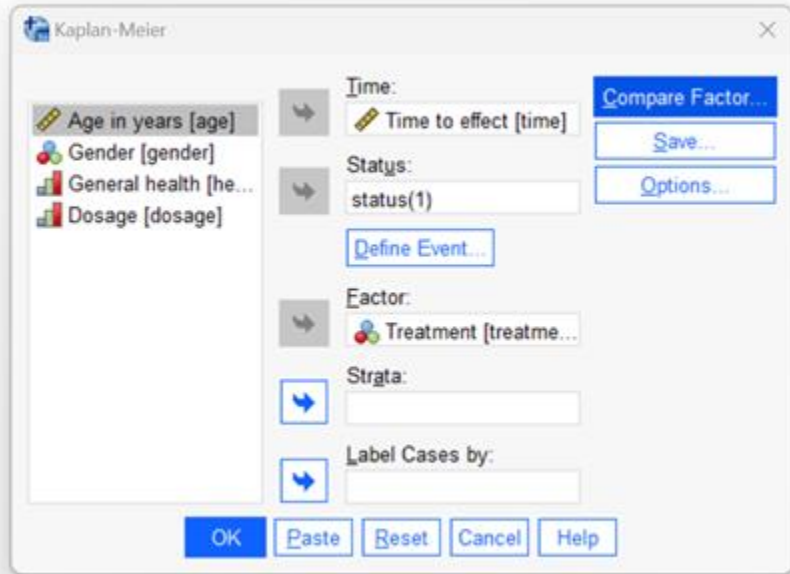 Kaplan-Meier
Age in years [age]
Gender [gender]
General health [he...
Dosage [dosage]
Time:
Time to effect [time]
Status:
status(1)
Define Event...
Factor:
Treatment [treatme...
Strata:
Label Cases by:
Compare Factor...
Save...
Options...
OK
Paste
Reset
Cancel
Help